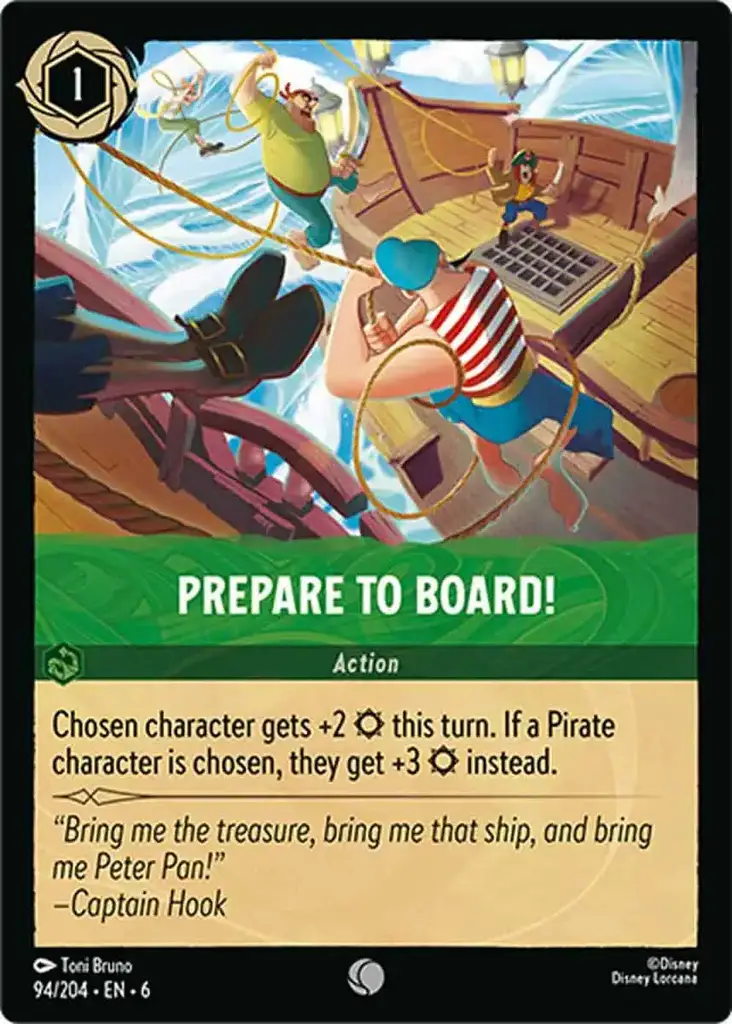 1
PREPARE TO BOARD!
Action
Chosen character gets +2 this turn. If a Pirate
character is chosen, they get +3 instead.
“Bring me the treasure, bring me that ship, and bring
me Peter Pan!”
–Captain Hook
Toni Bruno
94/204 • EN • 6
©Disney
Disney Lorcana